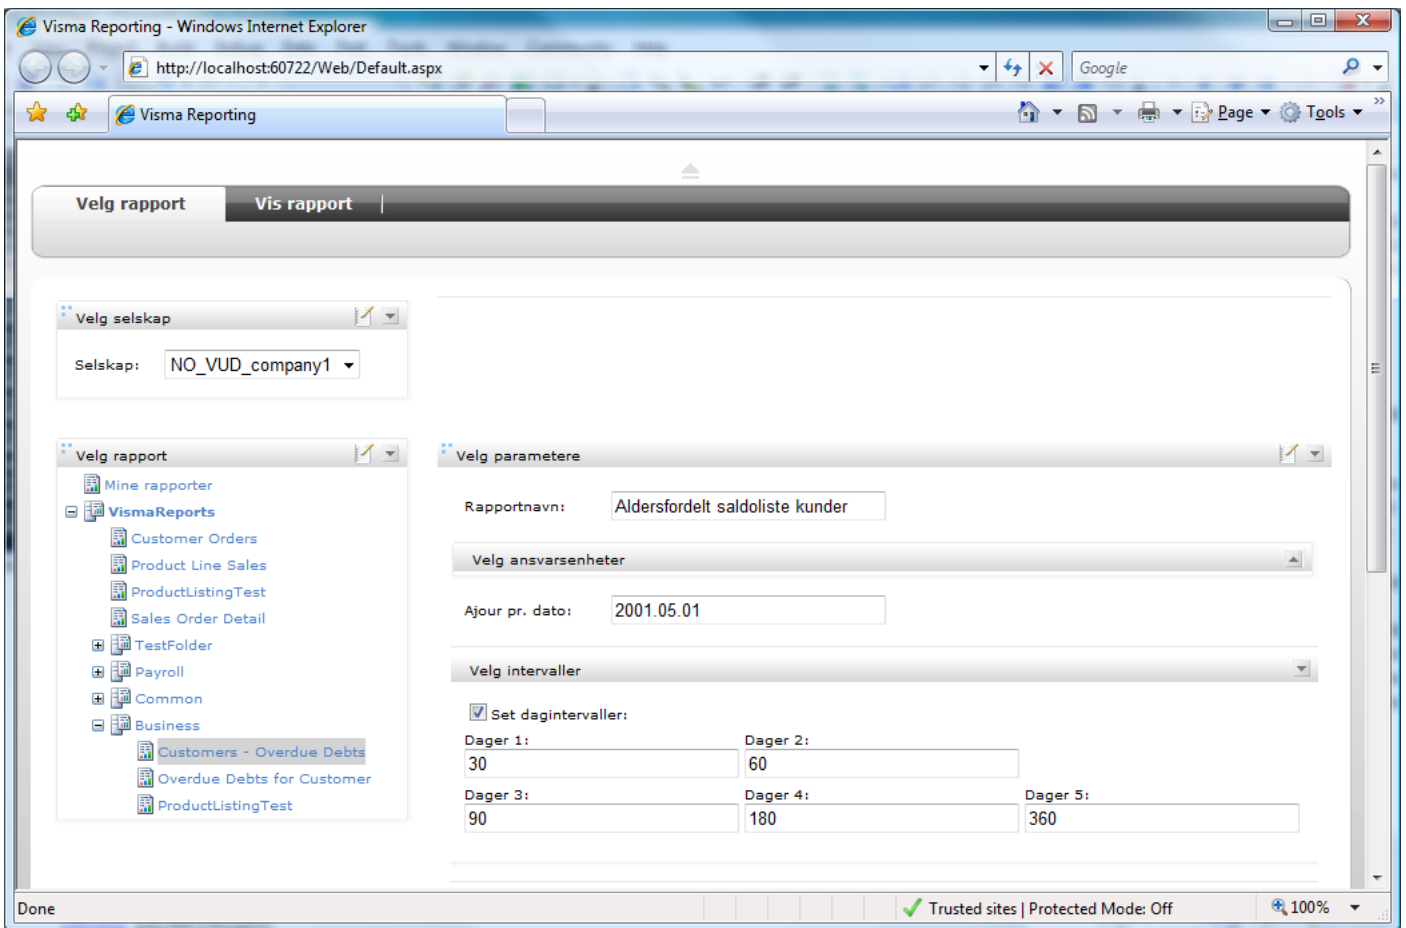 Visma Reporting - Windows Internet Explorer
http://localhost:60722/Web/Default.aspx
Google
Visma Reporting
Page
Tools
Velg rapport
Vis rapport
Velg selskap
Selskap:
NO_VUD_company1
Velg rapport
Mine rapporter
VismaReports
Customer Orders
Product Line Sales
ProductListingTest
Sales Order Detail
TestFolder
Payroll
Common
Business
Customers - Overdue Debts
Overdue Debts for Customer
ProductListingTest
Velg parametere
Rapportnavn: Aldersfordelt saldoliste kunder
Velg ansvarsenheter
Ajour pr. dato: 2001.05.01
Velg intervaller
Set dagintervaller:
Dager 1: Dager 2:
30 60
Dager 3: Dager 4: Dager 5:
90 180 360
Done
Trusted sites | Protected Mode: Off
100%